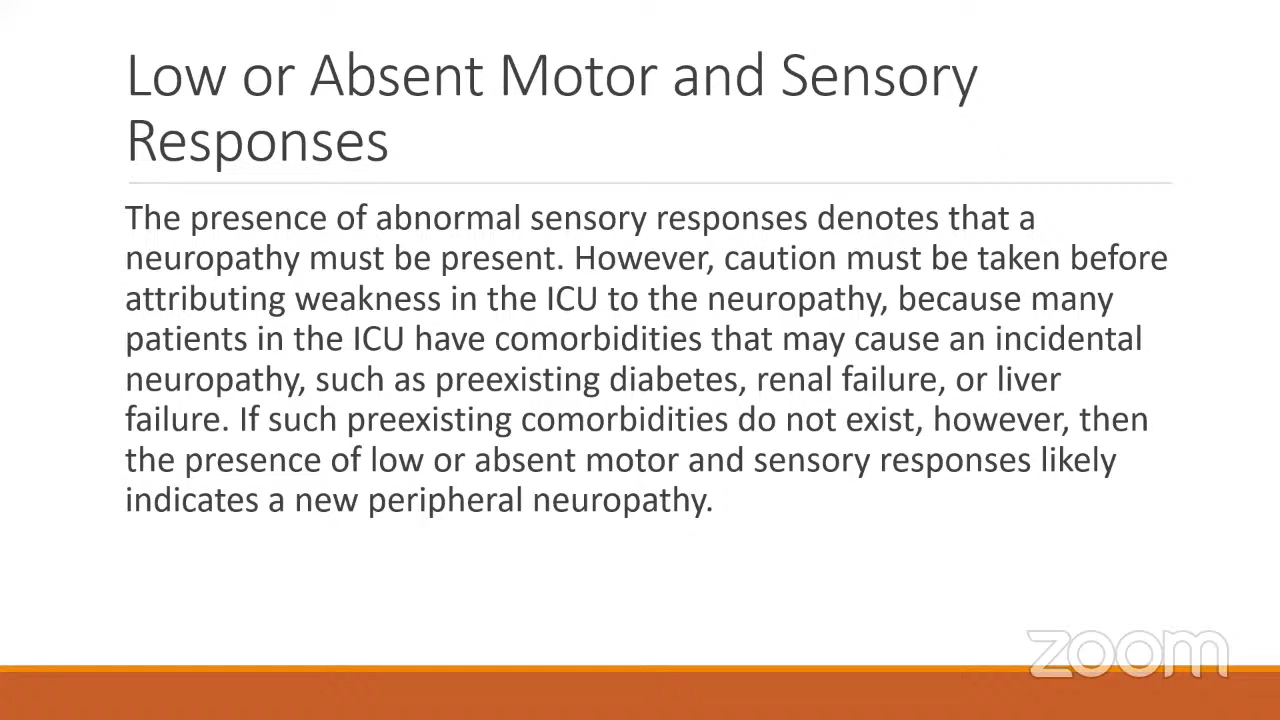 Low or Absent Motor and Sensory
Responses
The presence of abnormal sensory responses denotes that a
neuropathy must be present. However, caution must be taken before
attributing weakness in the ICU to the neuropathy, because many
patients in the ICU have comorbidities that may cause an incidental
neuropathy, such as preexisting diabetes, renal failure, or liver
failure. If such preexisting comorbidities do not exist, however, then
the presence of low or absent motor and sensory responses likely
indicates a new peripheral neuropathy.
zoom